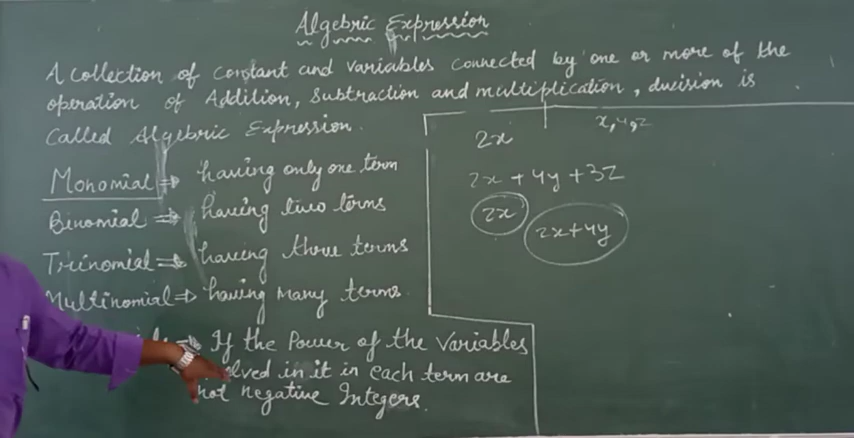 Algebric Expression
A collection of constant and variables connected by one or more of the
operation of Addition, Subtraction and multiplication, division is
Called Algebric Expression.
Monomial ⇒ having only one term
Binomial ⇒ having two terms
Trinomial ⇒ having three terms
Multinomial ⇒ having many terms.
⇒ If the Power of the Variables
in it in each term are
not negative Integers.
x, y, z
2x
2x + 4y + 3z
2x
2x+4y